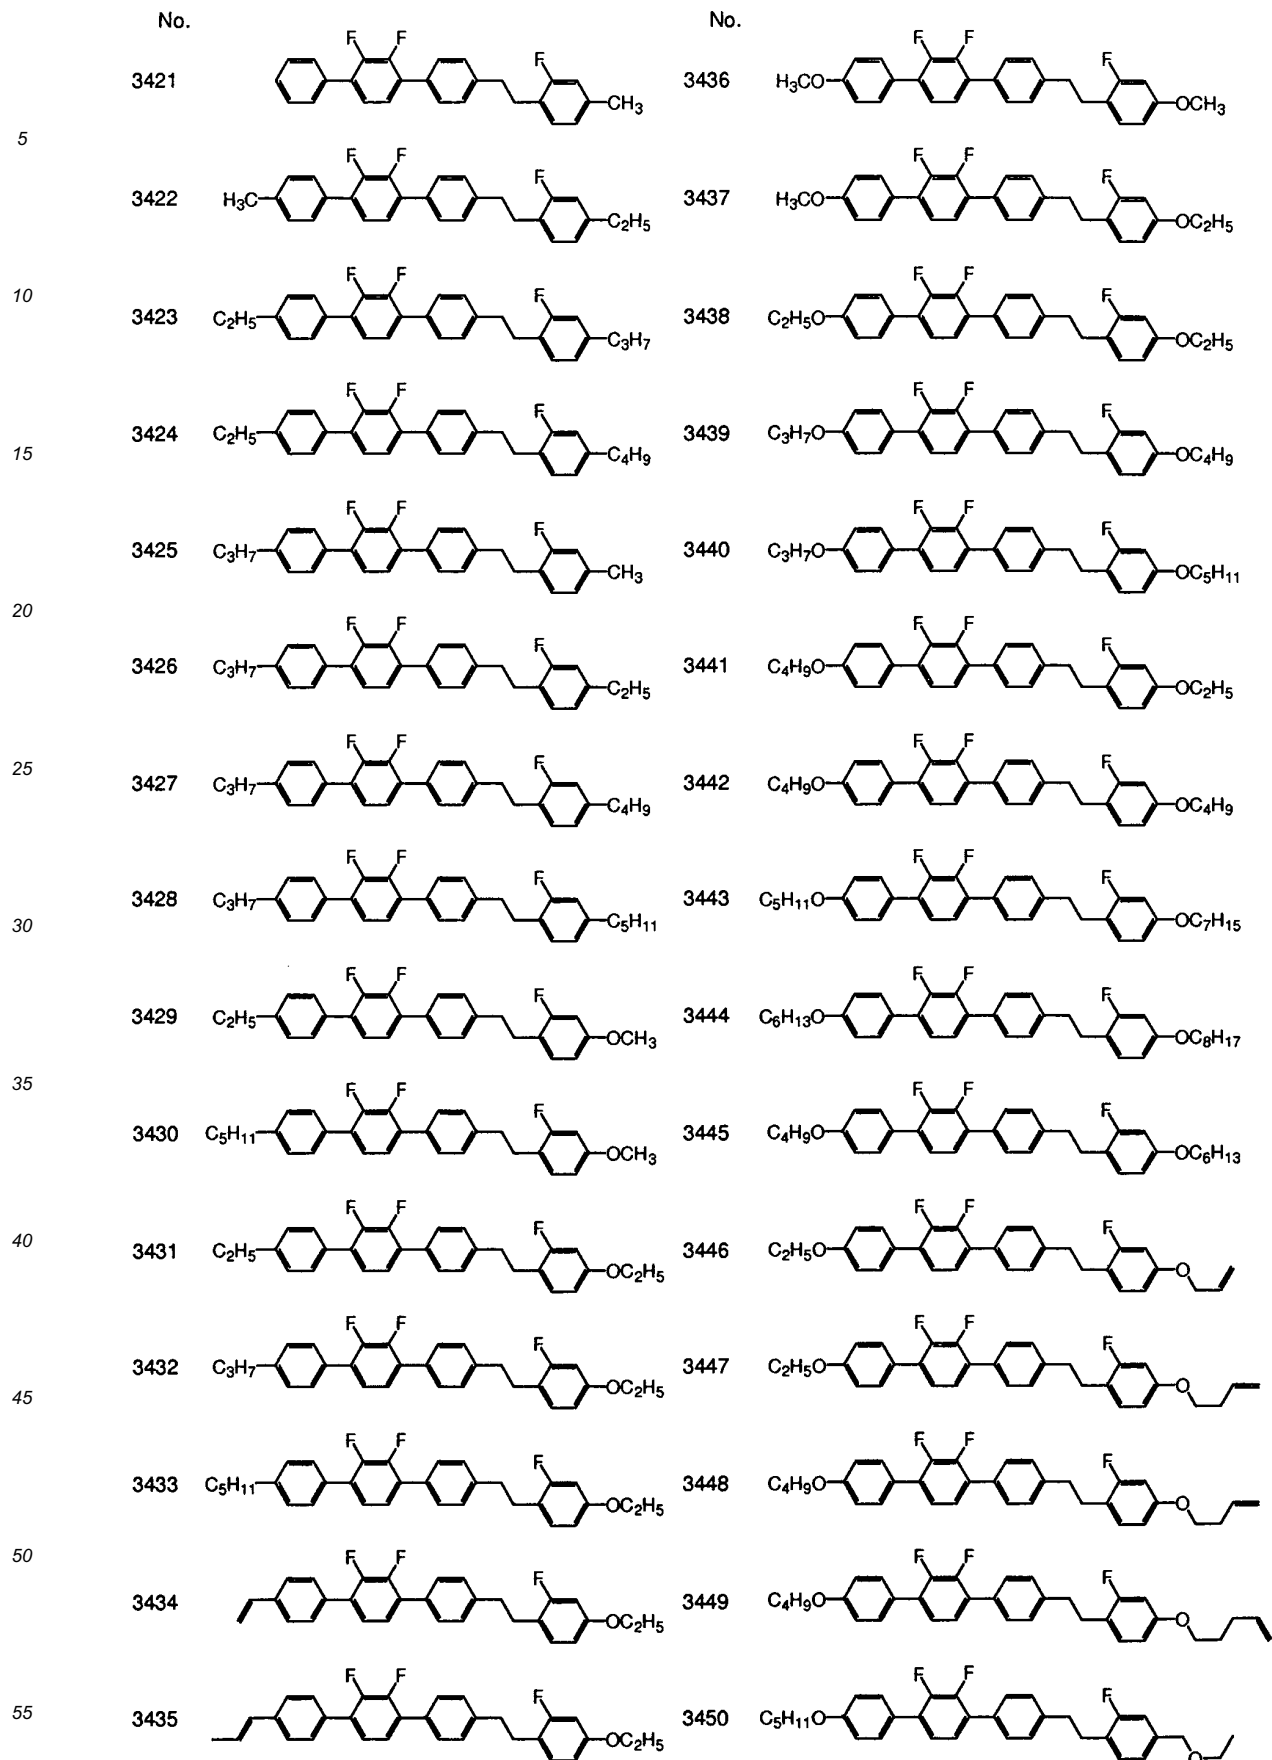 No.
No.
F F F
3421
CH3
F F F
3436 H3CO
OCH3
5
F F F
3422 H3C
C2H5
F F F
3437 H3CO
OC2H5
10
F F F
3423 C2H5
C3H7
F F F
3438 C2H5O
OC2H5
F F F
3424 C2H5
C4H9
F F F
3439 C3H7O
OC4H9
15
F F F
3425 C3H7
CH3
F F F
3440 C3H7O
OC5H11
20
F F F
3426 C3H7
C2H5
F F F
3441 C4H9O
OC2H5
25
F F F
3427 C3H7
C4H9
F F F
3442 C4H9O
OC4H9
F F F
3428 C3H7
C5H11
F F F
3443 C5H11O
OC7H15
30
F F F
3429 C2H5
OCH3
F F F
3444 C6H13O
OC8H17
35
F F F
3430 C5H11
OCH3
F F F
3445 C4H9O
OC6H13
40
F F F
3431 C2H5
OC2H5
F F F
3446 C2H5O
O
F F F
3432 C3H7
OC2H5
F F F
3447 C2H5O
O
45
F F F
3433 C5H11
OC2H5
F F F
3448 C4H9O
O
50
F F F
3434
OC2H5
F F F
3449 C4H9O
O
55
F F F
3435
OC2H5
F F F
3450 C5H11O
O